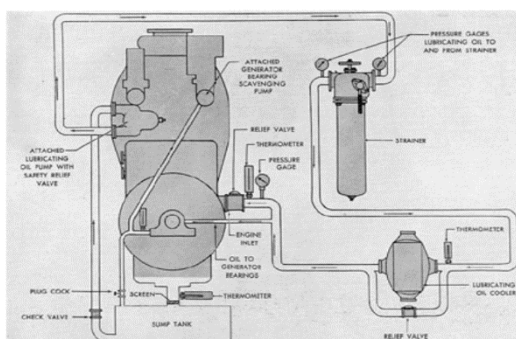 PRESSURE GAGES
LUBRICATING OIL TO
AND FROM STRAINER
ATTACHED
GENERATOR
BEARING
SCAVENGING
PUMP
RELIEF VALVE
THERMOMETER
PRESSURE
GAGE
STRAINER
ATTACHED
LUBRICATING
OIL PUMP WITH
SAFETY RELIEF
VALVE
THERMOMETER
ENGINE
INLET
OIL TO
GENERATOR
BEARINGS
PLUG COCK
SCREEN
THERMOMETER
LUBRICATING
OIL COOLER
CHECK VALVE
SUMP TANK
RELIEF VALVE